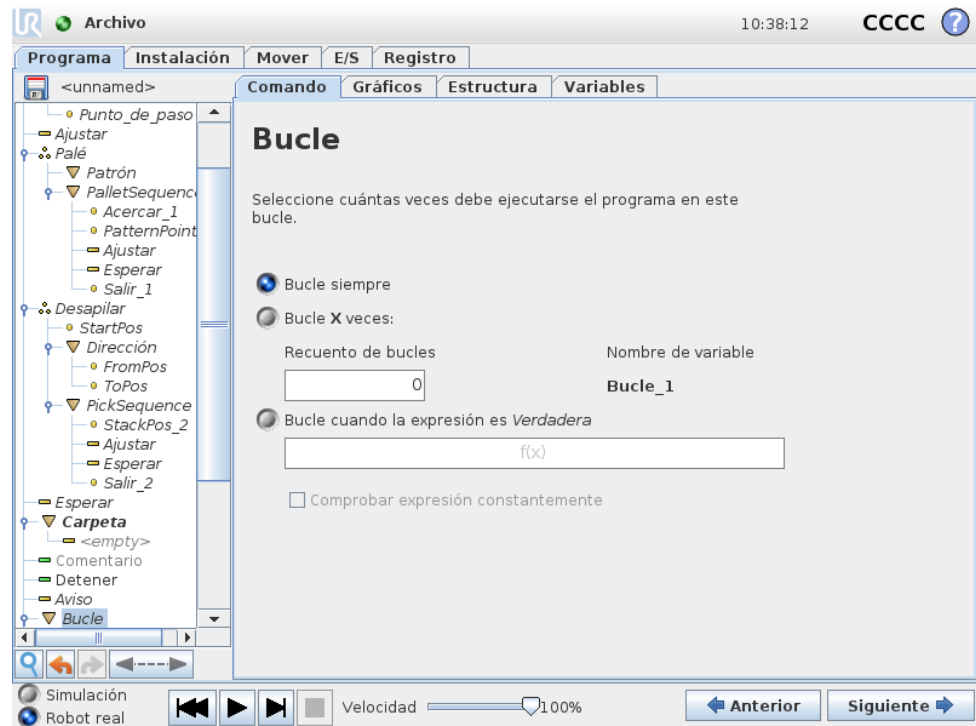 UR Archivo 10:38:12 CCCC ?
Programa Instalación Mover E/S Registro
<unnamed> Comando Gráficos Estructura Variables
Punto_de_paso
Ajustar
Palé
Patrón
PalletSequenc
Acercar_1
PatternPoint
Ajustar
Esperar
Salir_1
Desapilar
StartPos
Dirección
FromPos
ToPos
PickSequence
StackPos_2
Ajustar
Esperar
Salir_2
Esperar
Carpeta
<empty>
Comentario
Detener
Aviso
Bucle
Bucle
Seleccione cuántas veces debe ejecutarse el programa en este
bucle.
Bucle siempre
Bucle X veces:
Recuento de bucles Nombre de variable
0 Bucle_1
Bucle cuando la expresión es Verdadera
f(x)
Comprobar expresión constantemente
Simulación
Robot real
Velocidad 100%
Anterior Siguiente